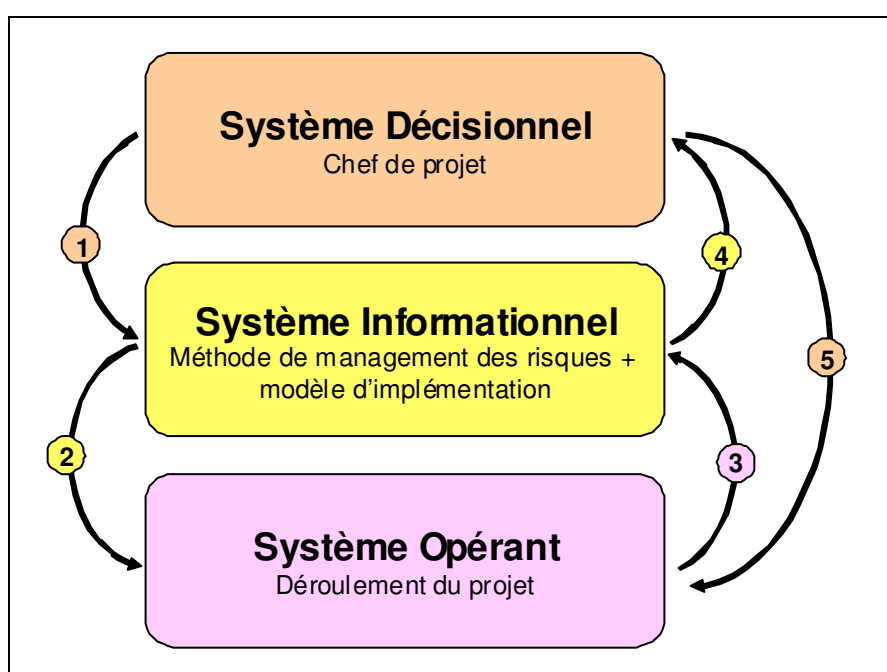 Système Décisionnel
Chef de projet
1
4
Système Informationnel
Méthode de management des risques +
modèle d'implémentation
5
2
3
Système Opérant
Déroulement du projet